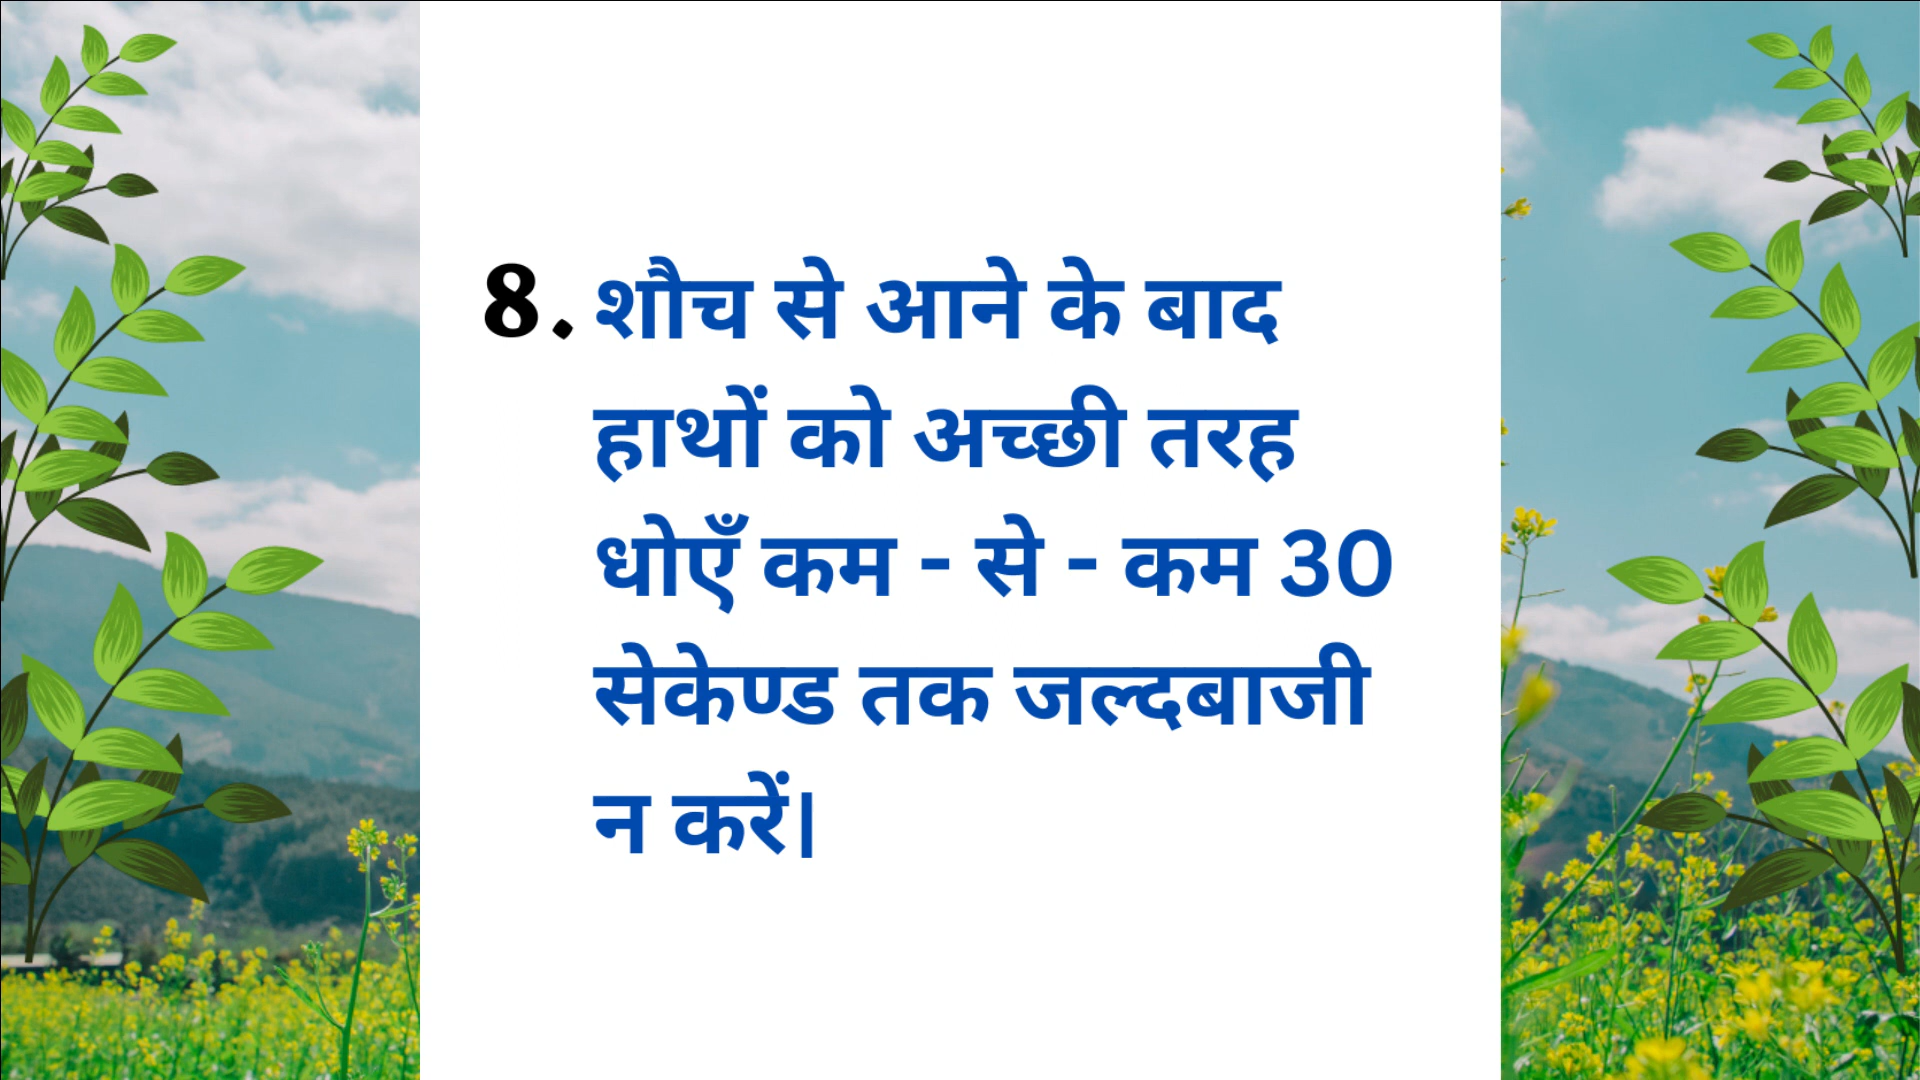 8. शौच से आने के बाद
हाथों को अच्छी तरह
धोएँ कम - से - कम 30
सेकेण्ड तक जल्दबाजी
न करें|